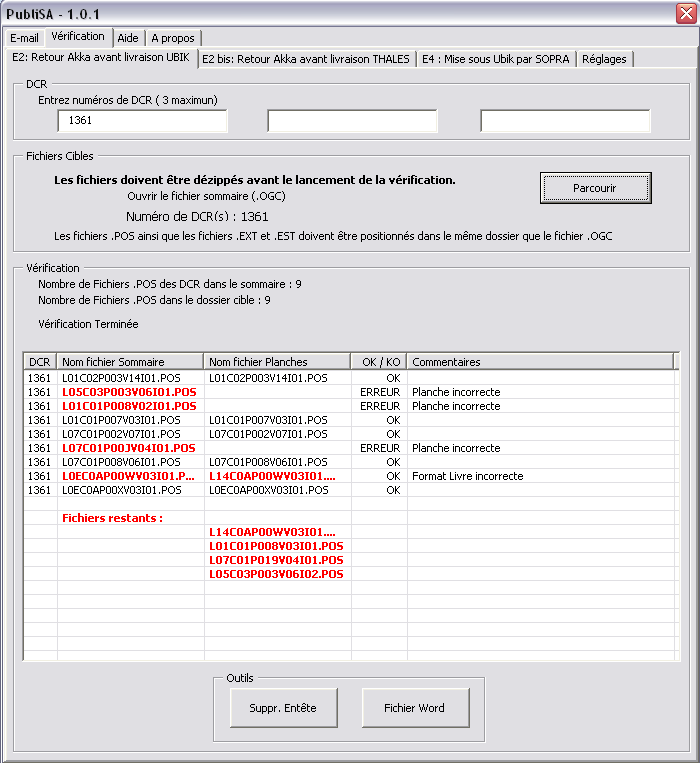 PubliSA - 1.0.1
E-mail Vérification Aide A propos
E2: Retour Akka avant livraison UBIK E2 bis: Retour Akka avant livraison THALES E4 : Mise sous Ubik par SOPRA Réglages
DCR
Entrez numéros de DCR ( 3 maximun)
1361
Fichiers Cibles
Les fichiers doivent être dézippés avant le lancement de la vérification.
Ouvrir le fichier sommaire (.OGC)
Parcourir
Numéro de DCR(s) : 1361
Les fichiers .POS ainsi que les fichiers .EXT et .EST doivent être positionnés dans le même dossier que le fichier .OGC
Vérification
Nombre de Fichiers .POS des DCR dans le sommaire : 9
Nombre de Fichiers .POS dans le dossier cible : 9
Vérification Terminée
DCR Nom fichier Sommaire Nom fichier Planches OK / KO Commentaires
1361 L01C02P003V14I01.POS L01C02P003V14I01.POS OK
1361 L05C03P003V06I01.POS ERREUR Planche incorrecte
1361 L01C01P008V02I01.POS ERREUR Planche incorrecte
1361 L01C01P007V03I01.POS L01C01P007V03I01.POS OK
1361 L07C01P002V07I01.POS L07C01P002V07I01.POS OK
1361 L07C01P00JV04I01.POS ERREUR Planche incorrecte
1361 L07C01P008V06I01.POS L07C01P008V06I01.POS OK
1361 L0EC0AP00WV03I01.P... L14C0AP00WV03I01.... OK Format Livre incorrecte
1361 L0EC0AP00XV03I01.POS L0EC0AP00XV03I01.POS OK
Fichiers restants :
L14C0AP00WV03I01....
L01C01P008V03I01.POS
L07C01P019V04I01.POS
L05C03P003V06I02.POS
Outils
Suppr. Entête Fichier Word